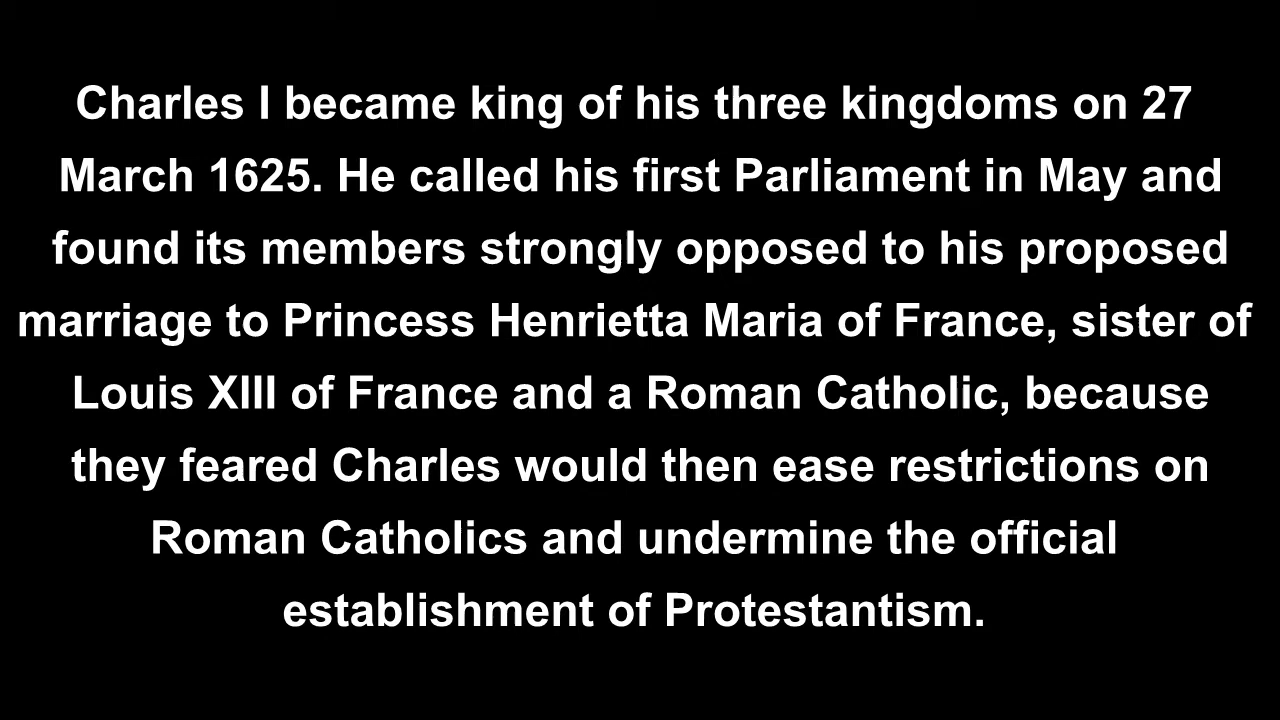 Charles I became king of his three kingdoms on 27
March 1625. He called his first Parliament in May and
found its members strongly opposed to his proposed
marriage to Princess Henrietta Maria of France, sister of
Louis XIII of France and a Roman Catholic, because
they feared Charles would then ease restrictions on
Roman Catholics and undermine the official
establishment of Protestantism.